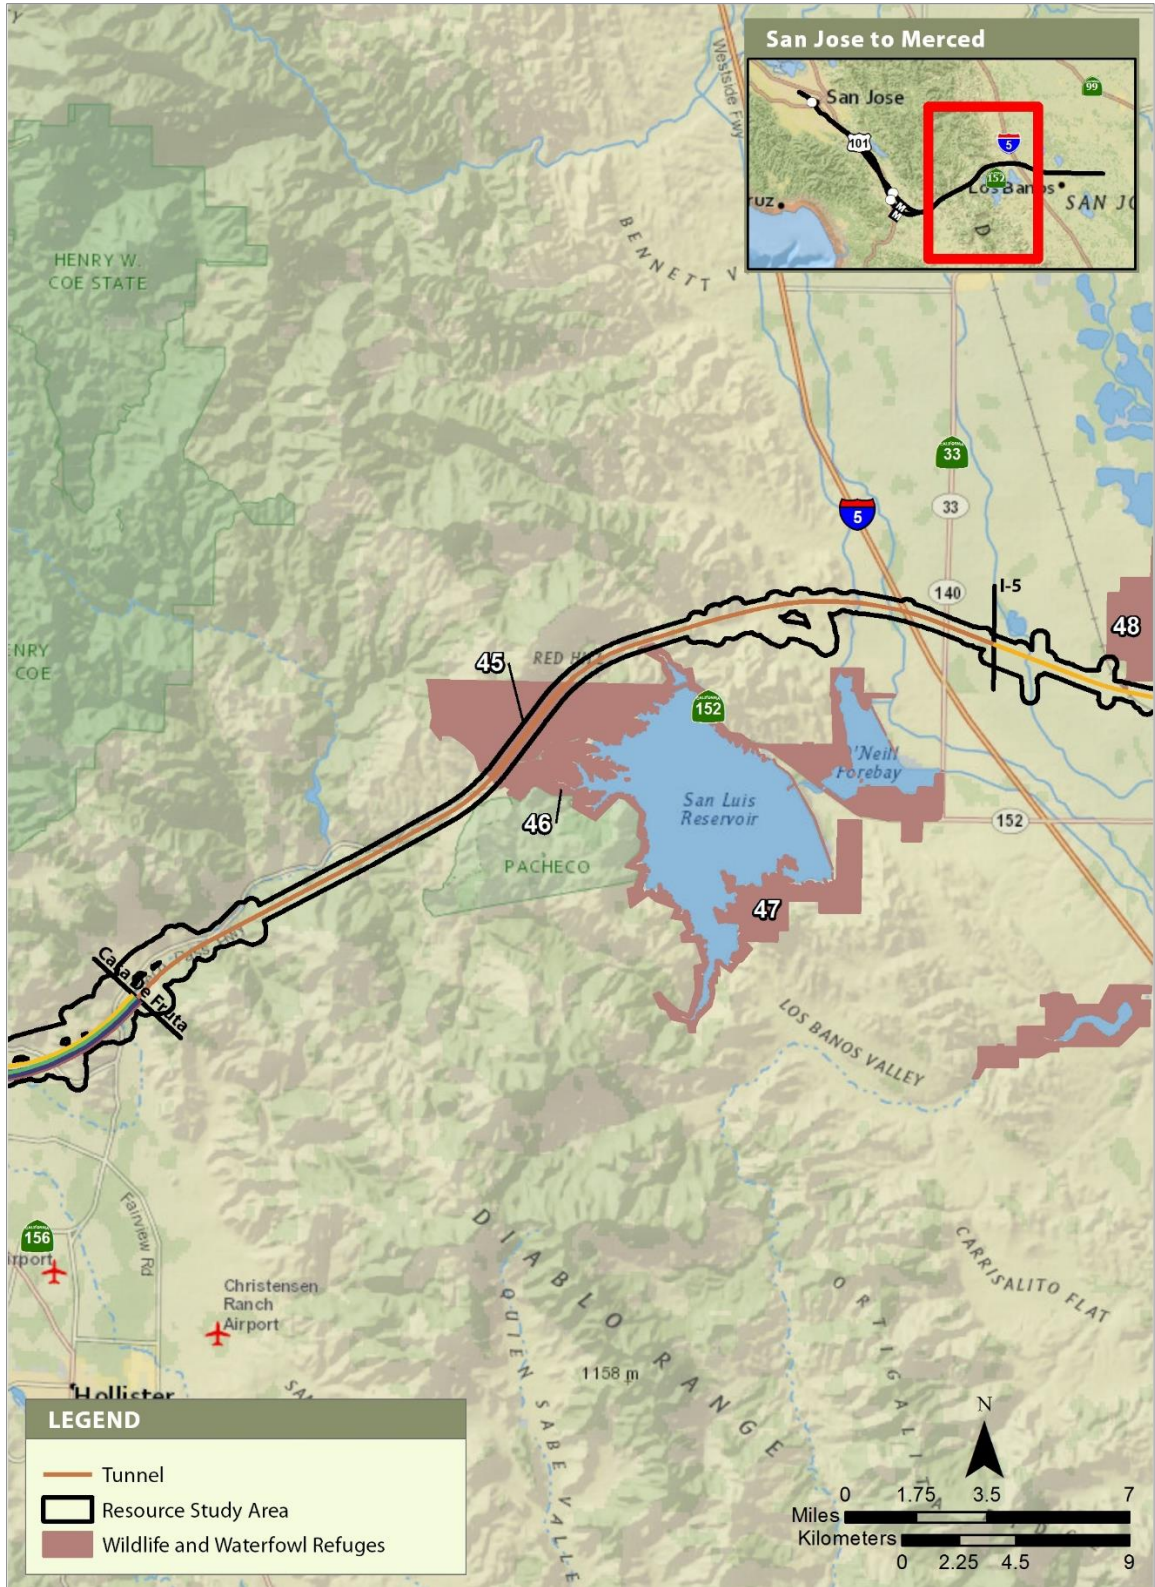 San Jose to Merced
San Jose
99
101
5
152
Los Banos
SAN JO
Westside Fwy
BENNETT V
HENRY W.
COE STATE
33
33
5
140
I-5
48
45
RED HILL
152
O'Neill
Forebay
San Luis
Reservoir
46
152
PACHECO
47
Casa De Fruta
LOS BANOS VALLEY
Fairview Rd
156
irport
Christensen
Ranch
Airport
DIABLO RANGE
QUIEN SABE VALLE
CARRISALITO FLAT
1158 m
Hollister
LEGEND
Tunnel
Resource Study Area
Wildlife and Waterfowl Refuges
N
0 1.75 3.5 7
Miles
Kilometers
0 2.25 4.5 9